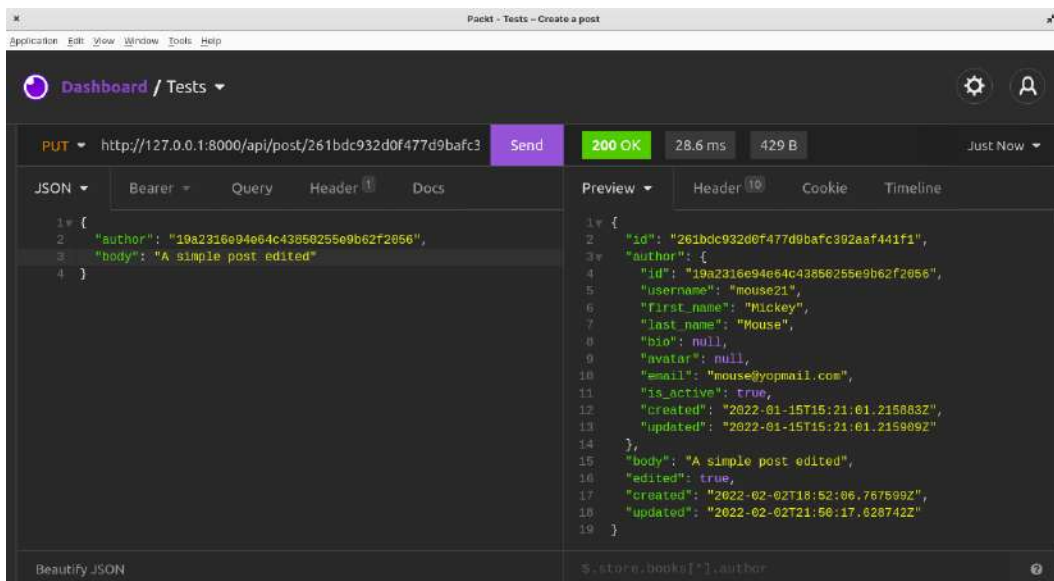 Packt - Tests – Create a post
Application Edit View Window Tools Help
Dashboard / Tests
PUT http://127.0.0.1:8000/api/post/261bdc932d0f477d9bafc3 Send 200 OK 28.6 ms 429 B Just Now
JSON Bearer Query Header 1 Docs
Preview Header 10 Cookie Timeline
1 {
2 "author": "19a2316e94e64c43850255e9b62f2056",
3 "body": "A simple post edited"
4 }
1 {
2 "id": "261bdc932d0f477d9bafc392aaf441f1",
3 "author": {
4 "id": "19a2316e94e64c43850255e9b62f2056",
5 "username": "mouse21",
6 "first_name": "Mickey",
7 "last_name": "Mouse",
8 "bio": null,
9 "avatar": null,
10 "email": "mouse@yopmail.com",
11 "is_active": true,
12 "created": "2022-01-15T15:21:01.215883Z",
13 "updated": "2022-01-15T15:21:01.215909Z"
14 },
15 "body": "A simple post edited",
16 "edited": true,
17 "created": "2022-02-02T18:52:06.767599Z",
18 "updated": "2022-02-02T21:50:17.628742Z"
19 }
Beautify JSON
$.store.books[*].author